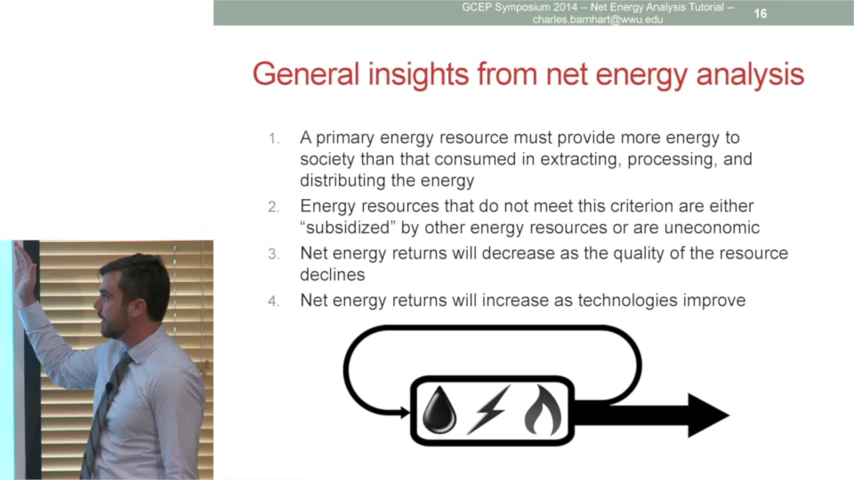 GCEP Symposium 2014 -- Net Energy Analysis Tutorial --
charles.barnhart@wwu.edu
16
General insights from net energy analysis
1. A primary energy resource must provide more energy to
society than that consumed in extracting, processing, and
distributing the energy
2. Energy resources that do not meet this criterion are either
“subsidized” by other energy resources or are uneconomic
3. Net energy returns will decrease as the quality of the resource
declines
4. Net energy returns will increase as technologies improve